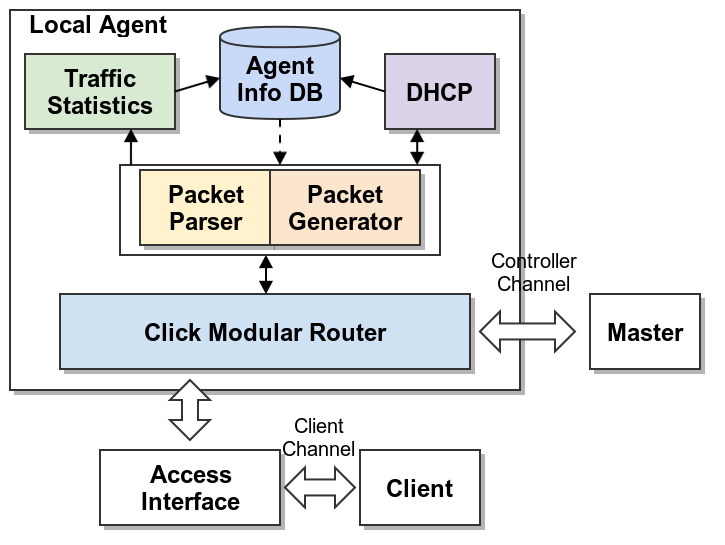 Local Agent
Traffic
Statistics
Agent
Info DB
DHCP
Packet
Parser
Packet
Generator
Controller
Channel
Click Modular Router
Master
Client
Channel
Access
Interface
Client